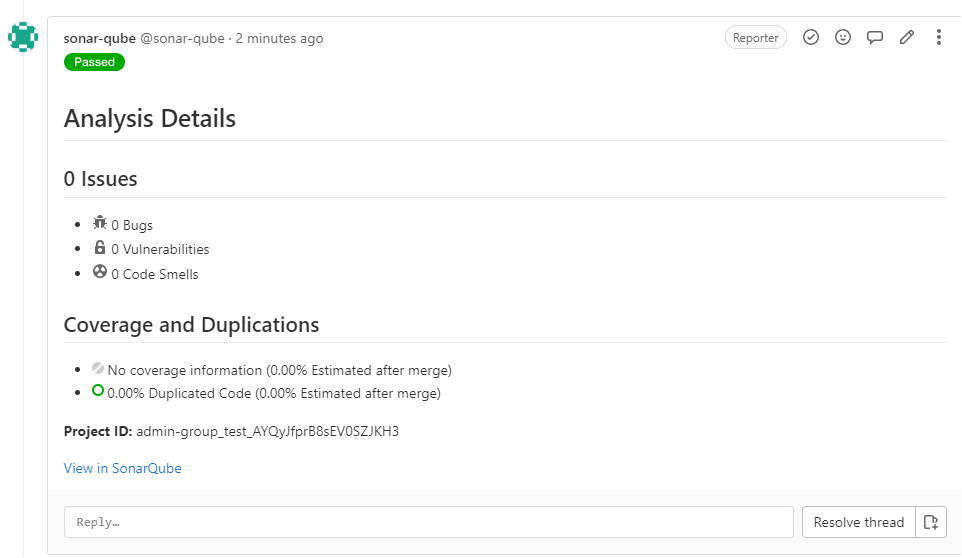 sonar-qube @sonar-qube · 2 minutes ago
Reporter
Passed
Analysis Details
0 Issues
0 Bugs
0 Vulnerabilities
0 Code Smells
Coverage and Duplications
No coverage information (0.00% Estimated after merge)
0.00% Duplicated Code (0.00% Estimated after merge)
Project ID: admin-group_test_AYQyJfprB8sEV0SZJKH3
View in SonarQube
Reply…
Resolve thread